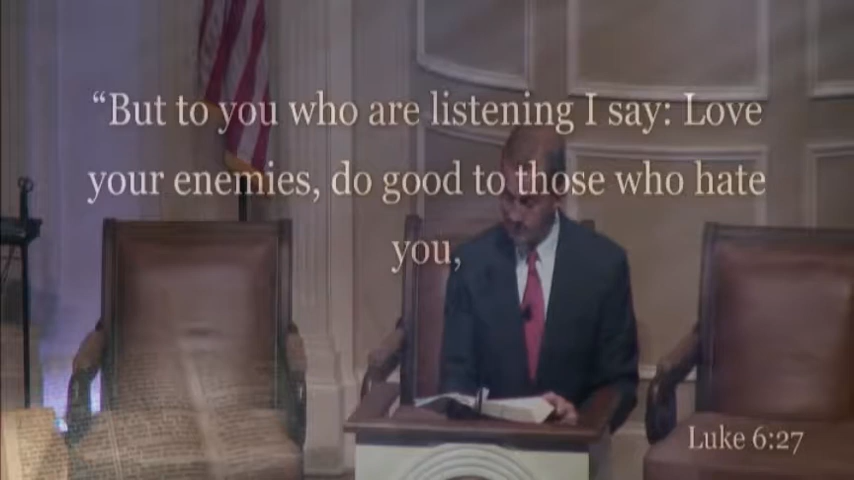 “But to you who are listening I say: Love
your enemies, do good to those who hate
you,
Luke 6:27